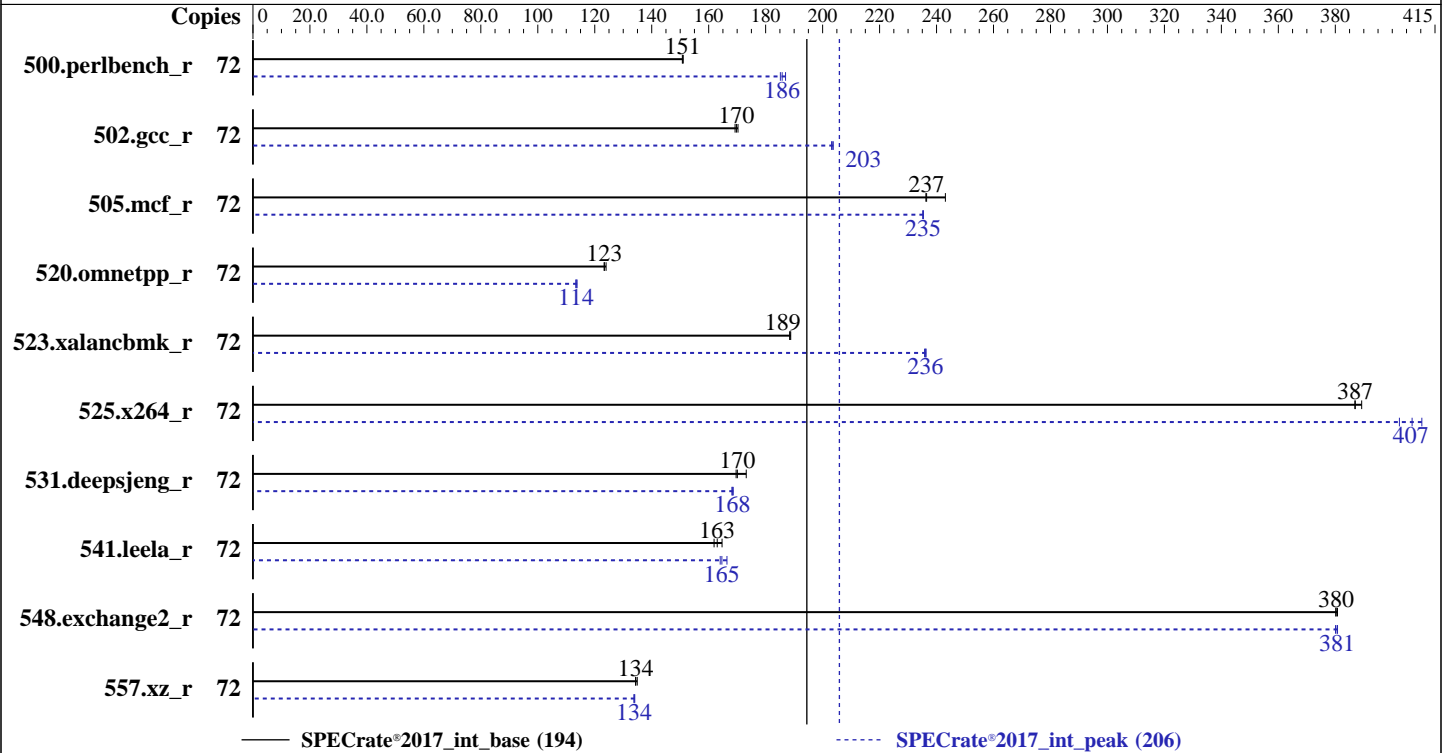 Copies 0 20.0 40.0 60.0 80.0 100 120 140 160 180 200 220 240 260 280 300 320 340 360 380 415
151
500.perlbench_r 72
186
170
502.gcc_r 72
203
237
505.mcf_r 72
235
123
520.omnetpp_r 72
114
189
523.xalancbmk_r 72
236
387
525.x264_r 72
407
170
531.deepsjeng_r 72
168
163
541.leela_r 72
165
380
548.exchange2_r 72
381
134
557.xz_r 72
134
SPECrate®2017_int_base (194) SPECrate®2017_int_peak (206)